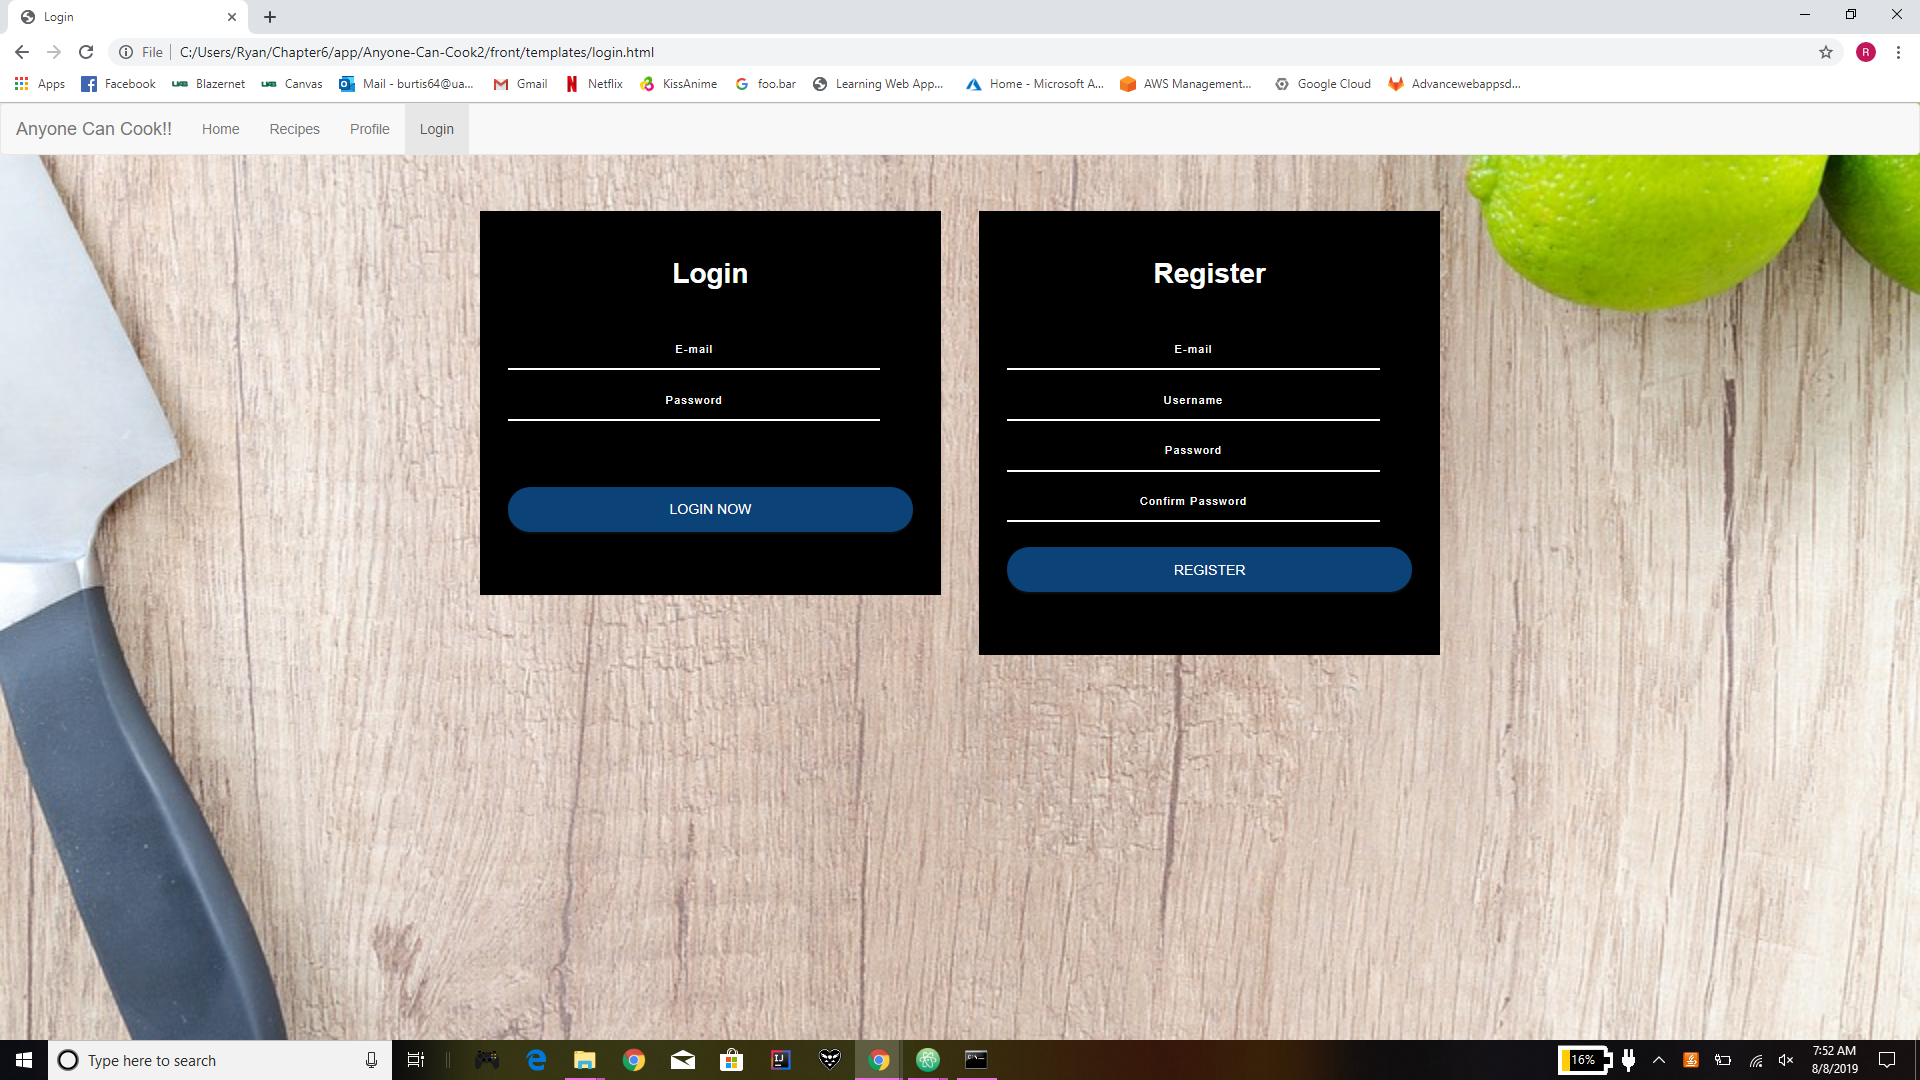 Login
File
C:/Users/Ryan/Chapter6/app/Anyone-Can-Cook2/front/templates/login.html
R
Apps
Facebook
Blazernet
Canvas
Mail - burtis64@ua...
Gmail
Netflix
KissAnime
foo.bar
Learning Web App...
Home - Microsoft A...
AWS Management...
Google Cloud
Advancewebappsd...
Anyone Can Cook!!
Home
Recipes
Profile
Login
Login
E-mail
Password
LOGIN NOW
Register
E-mail
Username
Password
Confirm Password
REGISTER
Type here to search
16%
7:52 AM
8/8/2019